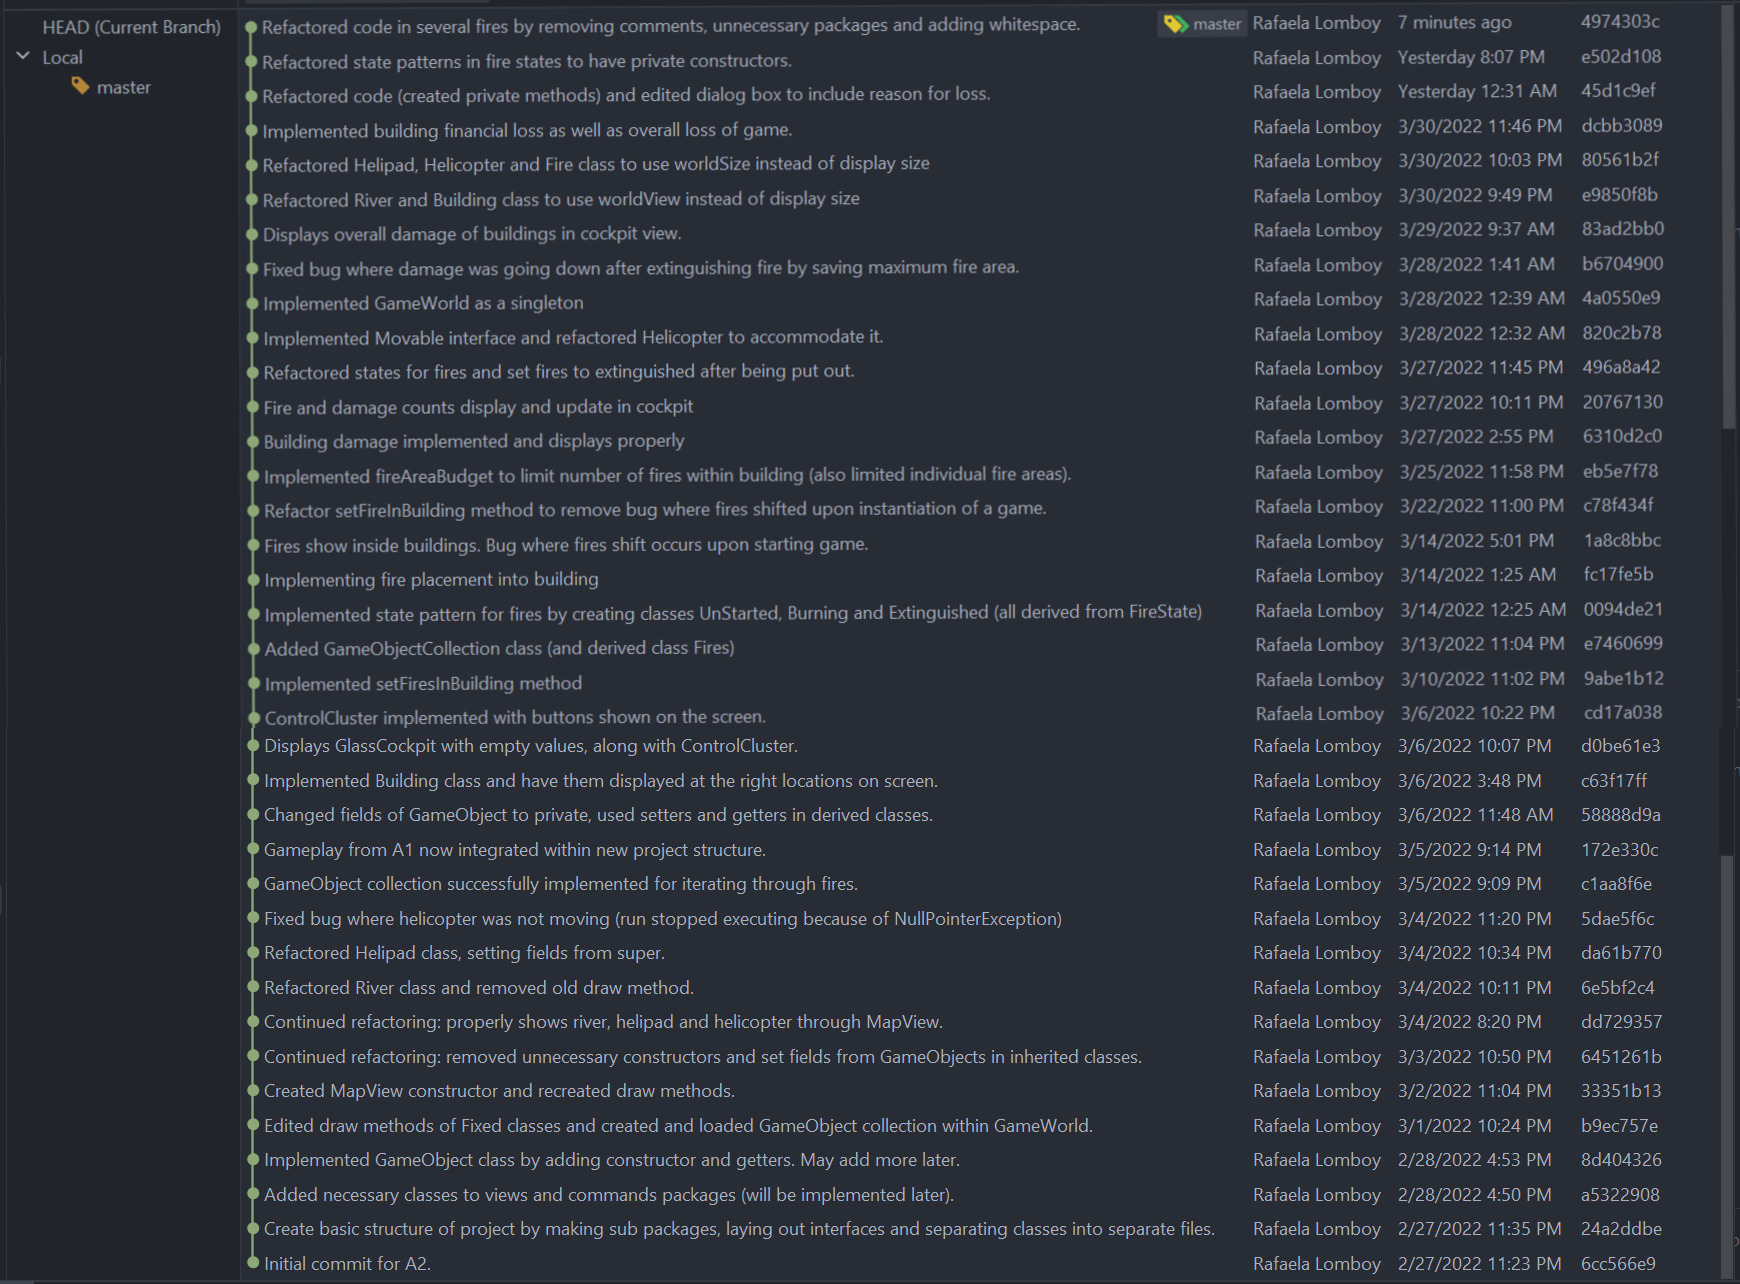 HEAD (Current Branch)
Local
master
Refactored code in several fires by removing comments, unnecessary packages and adding whitespace. master Rafaela Lomboy 7 minutes ago 4974303c
Refactored state patterns in fire states to have private constructors. Rafaela Lomboy Yesterday 8:07 PM e502d108
Refactored code (created private methods) and edited dialog box to include reason for loss. Rafaela Lomboy Yesterday 12:31 AM 45d1c9ef
Implemented building financial loss as well as overall loss of game. Rafaela Lomboy 3/30/2022 11:46 PM dcbb3089
Refactored Helipad, Helicopter and Fire class to use worldSize instead of display size Rafaela Lomboy 3/30/2022 10:03 PM 80561b2f
Refactored River and Building class to use worldView instead of display size Rafaela Lomboy 3/30/2022 9:49 PM e9850f8b
Displays overall damage of buildings in cockpit view. Rafaela Lomboy 3/29/2022 9:37 AM 83ad2bb0
Fixed bug where damage was going down after extinguishing fire by saving maximum fire area. Rafaela Lomboy 3/28/2022 1:41 AM b6704900
Implemented GameWorld as a singleton Rafaela Lomboy 3/28/2022 12:39 AM 4a0550e9
Implemented Movable interface and refactored Helicopter to accommodate it. Rafaela Lomboy 3/28/2022 12:32 AM 820c2b78
Refactored states for fires and set fires to extinguished after being put out. Rafaela Lomboy 3/27/2022 11:45 PM 496a8a42
Fire and damage counts display and update in cockpit Rafaela Lomboy 3/27/2022 10:11 PM 20767130
Building damage implemented and displays properly Rafaela Lomboy 3/27/2022 2:55 PM 6310d2c0
Implemented fireAreaBudget to limit number of fires within building (also limited individual fire areas). Rafaela Lomboy 3/25/2022 11:58 PM eb5e7f78
Refactor setFireInBuilding method to remove bug where fires shifted upon instantiation of a game. Rafaela Lomboy 3/22/2022 11:00 PM c78f434f
Fires show inside buildings. Bug where fires shift occurs upon starting game. Rafaela Lomboy 3/14/2022 5:01 PM 1a8c8bbc
Implementing fire placement into building Rafaela Lomboy 3/14/2022 1:25 AM fc17fe5b
Implemented state pattern for fires by creating classes UnStarted, Burning and Extinguished (all derived from FireState) Rafaela Lomboy 3/14/2022 12:25 AM 0094de21
Added GameObjectCollection class (and derived class Fires) Rafaela Lomboy 3/13/2022 11:04 PM e7460699
Implemented setFiresInBuilding method Rafaela Lomboy 3/10/2022 11:02 PM 9abe1b12
ControlCluster implemented with buttons shown on the screen. Rafaela Lomboy 3/6/2022 10:22 PM cd17a038
Displays GlassCockpit with empty values, along with ControlCluster. Rafaela Lomboy 3/6/2022 10:07 PM d0be61e3
Implemented Building class and have them displayed at the right locations on screen. Rafaela Lomboy 3/6/2022 3:48 PM c63f17ff
Changed fields of GameObject to private, used setters and getters in derived classes. Rafaela Lomboy 3/6/2022 11:48 AM 58888d9a
Gameplay from A1 now integrated within new project structure. Rafaela Lomboy 3/5/2022 9:14 PM 172e330c
GameObject collection successfully implemented for iterating through fires. Rafaela Lomboy 3/5/2022 9:09 PM c1aa8f6e
Fixed bug where helicopter was not moving (run stopped executing because of NullPointerException) Rafaela Lomboy 3/4/2022 11:20 PM 5dae5f6c
Refactored Helipad class, setting fields from super. Rafaela Lomboy 3/4/2022 10:34 PM da61b770
Refactored River class and removed old draw method. Rafaela Lomboy 3/4/2022 10:11 PM 6e5bf2c4
Continued refactoring: properly shows river, helipad and helicopter through MapView. Rafaela Lomboy 3/4/2022 8:20 PM dd729357
Continued refactoring: removed unnecessary constructors and set fields from GameObjects in inherited classes. Rafaela Lomboy 3/3/2022 10:50 PM 6451261b
Created MapView constructor and recreated draw methods. Rafaela Lomboy 3/2/2022 11:04 PM 33351b13
Edited draw methods of Fixed classes and created and loaded GameObject collection within GameWorld. Rafaela Lomboy 3/1/2022 10:24 PM b9ec757e
Implemented GameObject class by adding constructor and getters. May add more later. Rafaela Lomboy 2/28/2022 4:53 PM 8d404326
Added necessary classes to views and commands packages (will be implemented later). Rafaela Lomboy 2/28/2022 4:50 PM a5322908
Create basic structure of project by making sub packages, laying out interfaces and separating classes into separate files. Rafaela Lomboy 2/27/2022 11:35 PM 24a2ddbe
Initial commit for A2. Rafaela Lomboy 2/27/2022 11:23 PM 6cc566e9